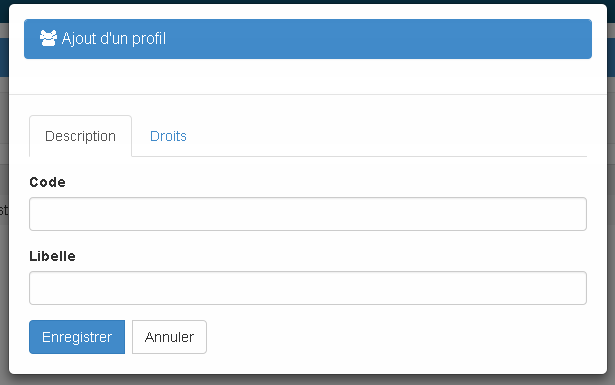 Ajout d'un profil
Description
Droits
Code
Libelle
Enregistrer
Annuler